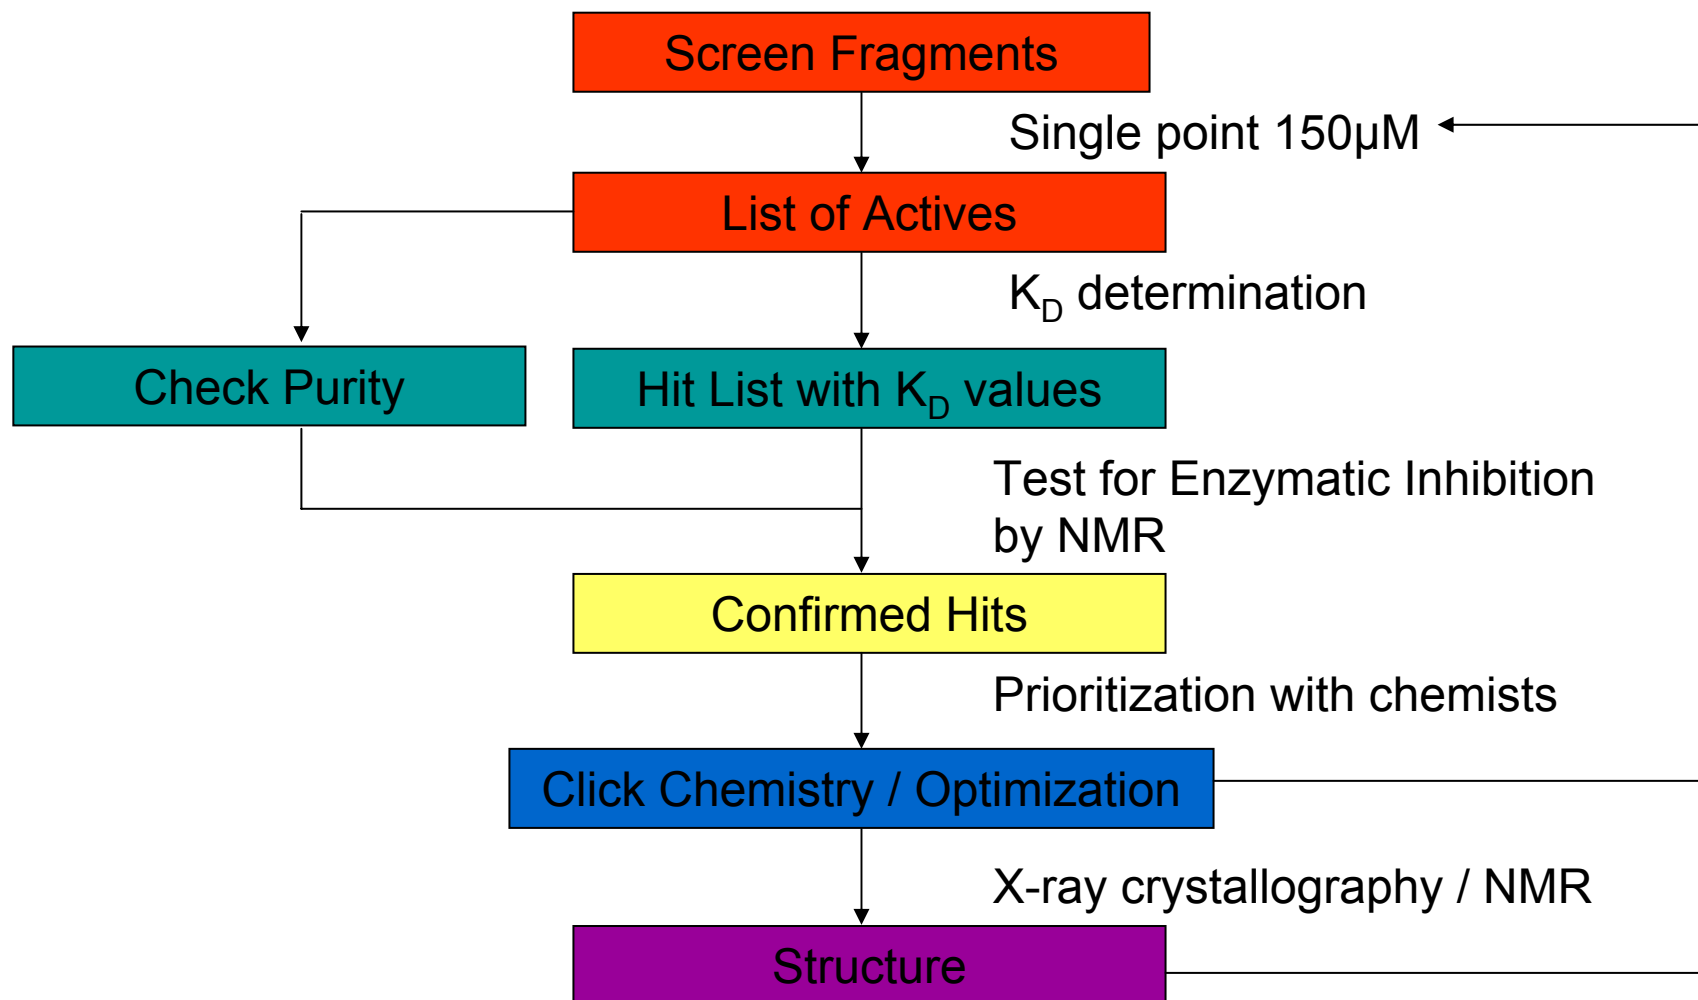 Screen Fragments
Single point 150µM
List of Actives
KD determination
Check Purity
Hit List with KD values
Test for Enzymatic Inhibition
by NMR
Confirmed Hits
Prioritization with chemists
Click Chemistry / Optimization
X-ray crystallography / NMR
Structure